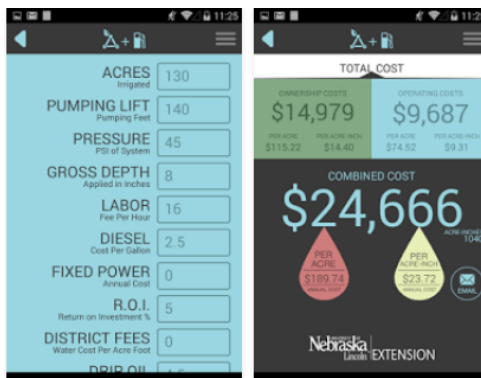 11:25
ACRES 130
Irrigated
PUMPING LIFT 140
Pumping Feet
PRESSURE 45
PSI of System
GROSS DEPTH 8
Applied in Inches
LABOR 16
Fee Per Hour
DIESEL 2.5
Cost Per Gallon
FIXED POWER 0
Annual Cost
R.O.I. 5
Return on Investment %
DISTRICT FEES 0
Water Cost Per Acre Foot
DRIP OIL
11:25
TOTAL COST
OWNERSHIP COSTS
$14,979
PER ACRE PER ACRE-INCH
$115.22 $14.40
OPERATING COSTS
$9,687
PER ACRE PER ACRE-INCH
$74.52 $9.31
COMBINED COST
$24,666
ACRE-INCHES
1040
PER
ACRE
$189.74
ANNUAL COST
PER
ACRE-INCH
$23.72
ANNUAL COST
EMAIL
Nebraska
Lincoln
EXTENSION